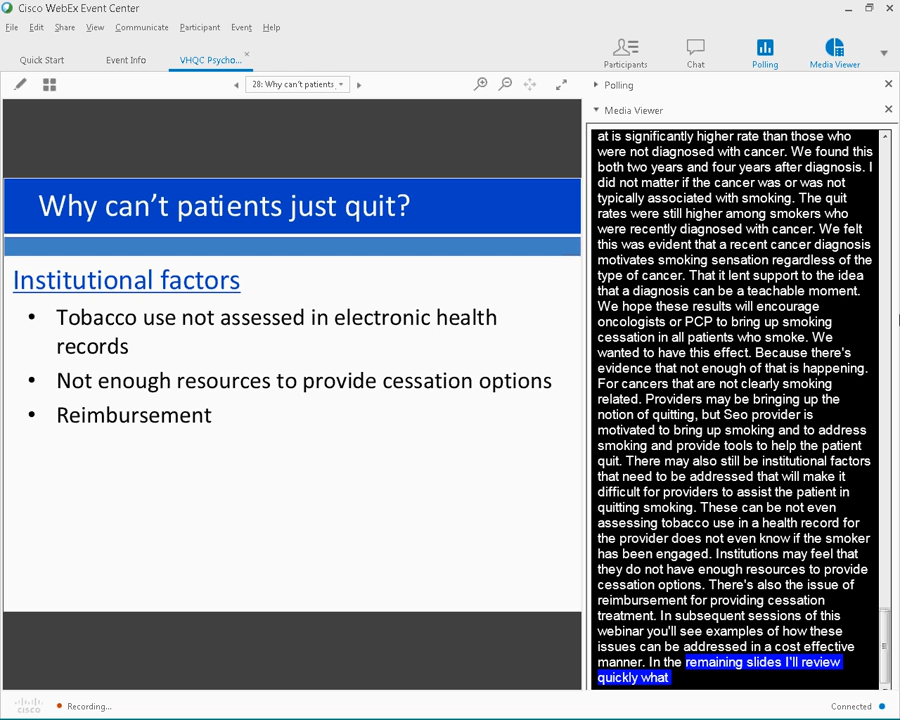 Cisco WebEx Event Center
File Edit Share View Communicate Participant Event Help
Quick Start Event Info VHQC Psycho...
Participants Chat Polling Media Viewer
28: Why can't patients
Polling
Media Viewer
Why can't patients just quit?
Institutional factors
• Tobacco use not assessed in electronic health
records
• Not enough resources to provide cessation options
• Reimbursement
at is significantly higher rate than those who
were not diagnosed with cancer. We found this
both two years and four years after diagnosis. I
did not matter if the cancer was or was not
typically associated with smoking. The quit
rates were still higher among smokers who
were recently diagnosed with cancer. We felt
this was evident that a recent cancer diagnosis
motivates smoking sensation regardless of the
type of cancer. That it lent support to the idea
that a diagnosis can be a teachable moment.
We hope these results will encourage
oncologists or PCP to bring up smoking
cessation in all patients who smoke. We
wanted to have this effect. Because there's
evidence that not enough of that is happening.
For cancers that are not clearly smoking
related. Providers may be bringing up the
notion of quitting, but Seo provider is
motivated to bring up smoking and to address
smoking and provide tools to help the patient
quit. There may also still be institutional factors
that need to be addressed that will make it
difficult for providers to assist the patient in
quitting smoking. These can be not even
assessing tobacco use in a health record for
the provider does not even know if the smoker
has been engaged. Institutions may feel that
they do not have enough resources to provide
cessation options. There's also the issue of
reimbursement for providing cessation
treatment. In subsequent sessions of this
webinar you'll see examples of how these
issues can be addressed in a cost effective
manner. In the remaining slides I'll review
quickly what
cisco Recording... Connected